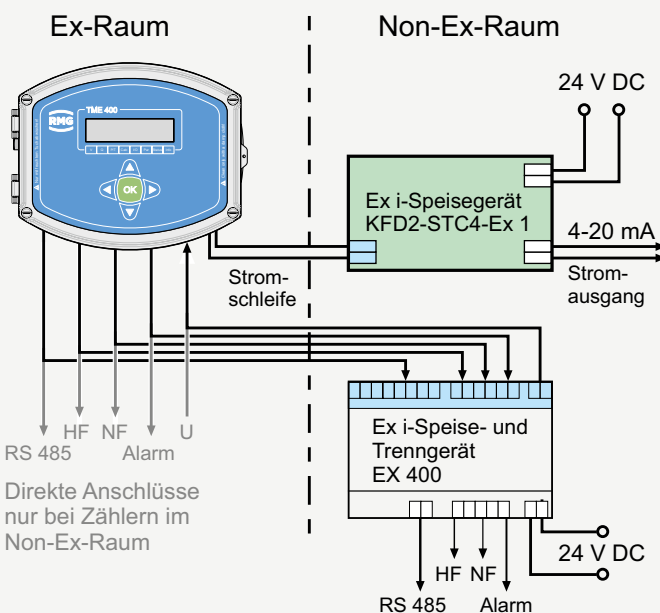 Ex-Raum
Non-Ex-Raum
24 V DC
RMG
TME 400
OK
Ex i-Speisegerät
KFD2-STC4-Ex 1
4-20 mA
Strom-
ausgang
Strom-
schleife
HF NF U
RS 485 Alarm
Direkte Anschlüsse
nur bei Zählern im
Non-Ex-Raum
Ex i-Speise- und
Trenngerät
EX 400
24 V DC
HF NF
RS 485 Alarm